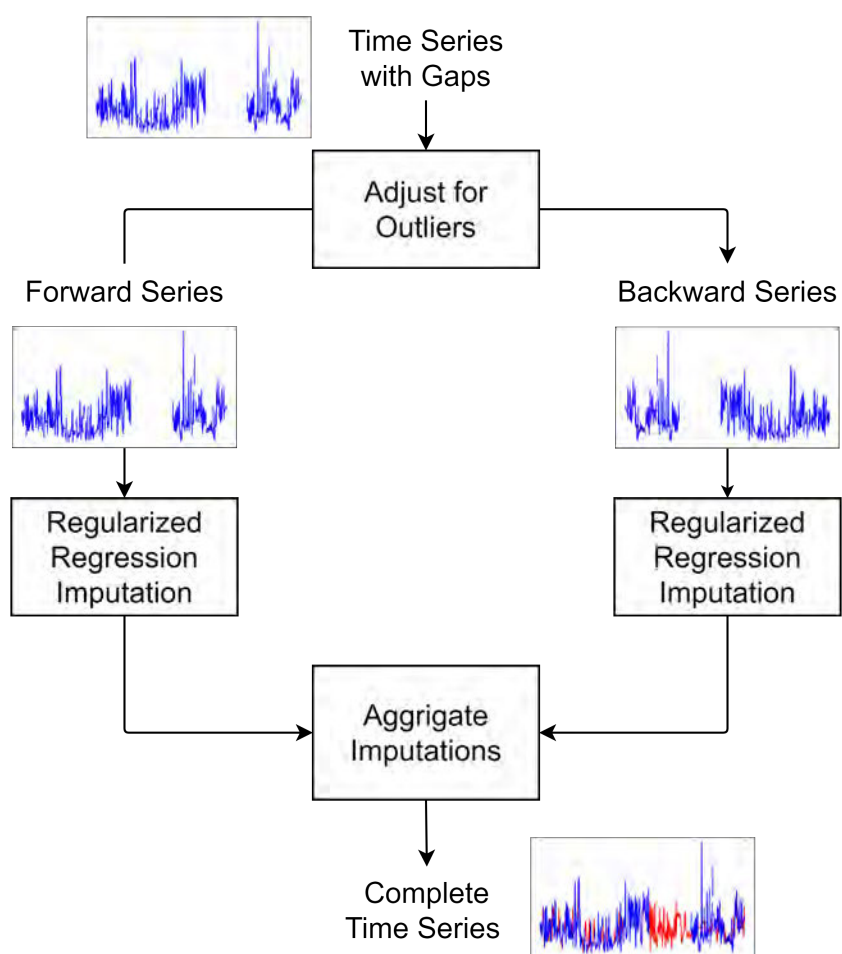 Time Series
with Gaps
Adjust for
Outliers
Forward Series
Backward Series
Regularized
Regression
Imputation
Regularized
Regression
Imputation
Aggrigate
Imputations
Complete
Time Series